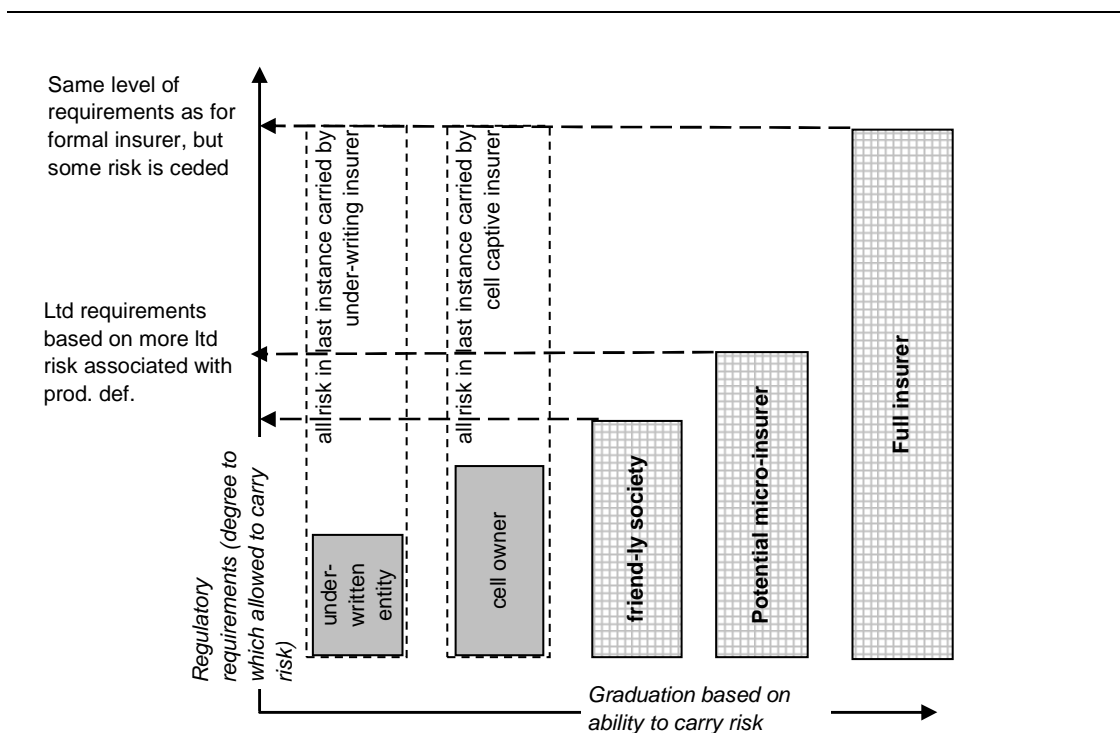 Same level of
requirements as for
formal insurer, but
some risk is ceded
Ltd requirements
based on more ltd
risk associated with
prod. def.
Regulatory
requirements (degree to
which allowed to carry
risk)
all risk in last instance carried by
under-writing insurer
under-
written
entity
all risk in last instance carried by
cell captive insurer
cell owner
friend-ly society
Potential micro-insurer
Full insurer
Graduation based on
ability to carry risk